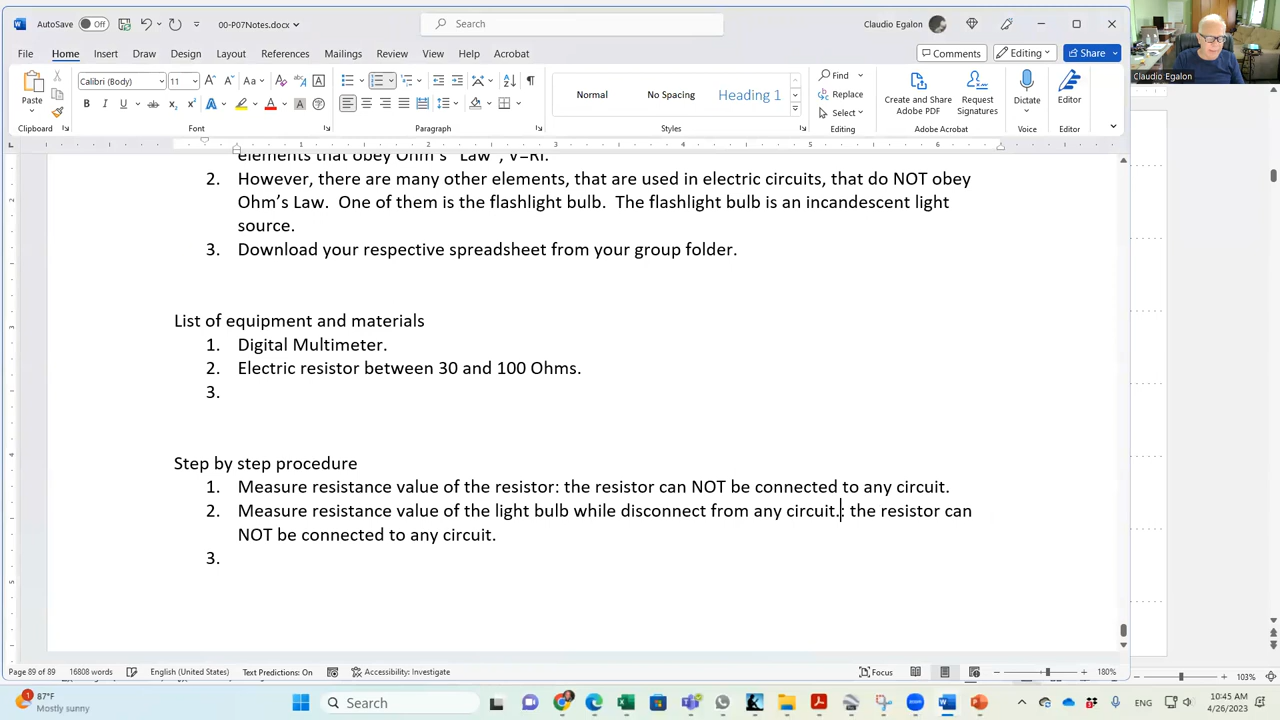 AutoSave Off 00-P07Notes.docx Search Claudio Egalon
File Home Insert Draw Design Layout References Mailings Review View Help Acrobat Comments Editing Share
Claudio Egalon
Calibri (Body) 11 Find
Paste Normal No Spacing Heading 1 Replace Create and Share Adobe PDF Request Signatures Dictate Editor
Select
Clipboard Font Paragraph Styles Editing Adobe Acrobat Voice Editor
elements that obey Ohm's "Law", V=RI.
2. However, there are many other elements, that are used in electric circuits, that do NOT obey
Ohm's Law. One of them is the flashlight bulb. The flashlight bulb is an incandescent light
source.
3. Download your respective spreadsheet from your group folder.
List of equipment and materials
1. Digital Multimeter.
2. Electric resistor between 30 and 100 Ohms.
3.
Step by step procedure
1. Measure resistance value of the resistor: the resistor can NOT be connected to any circuit.
2. Measure resistance value of the light bulb while disconnect from any circuit.: the resistor can
NOT be connected to any circuit.
3.
Page 89 of 89 16808 words English (United States) Text Predictions: On Accessibility: Investigate Focus 180% 103%
87°F
Mostly sunny
Search
10:45 AM
4/26/2023